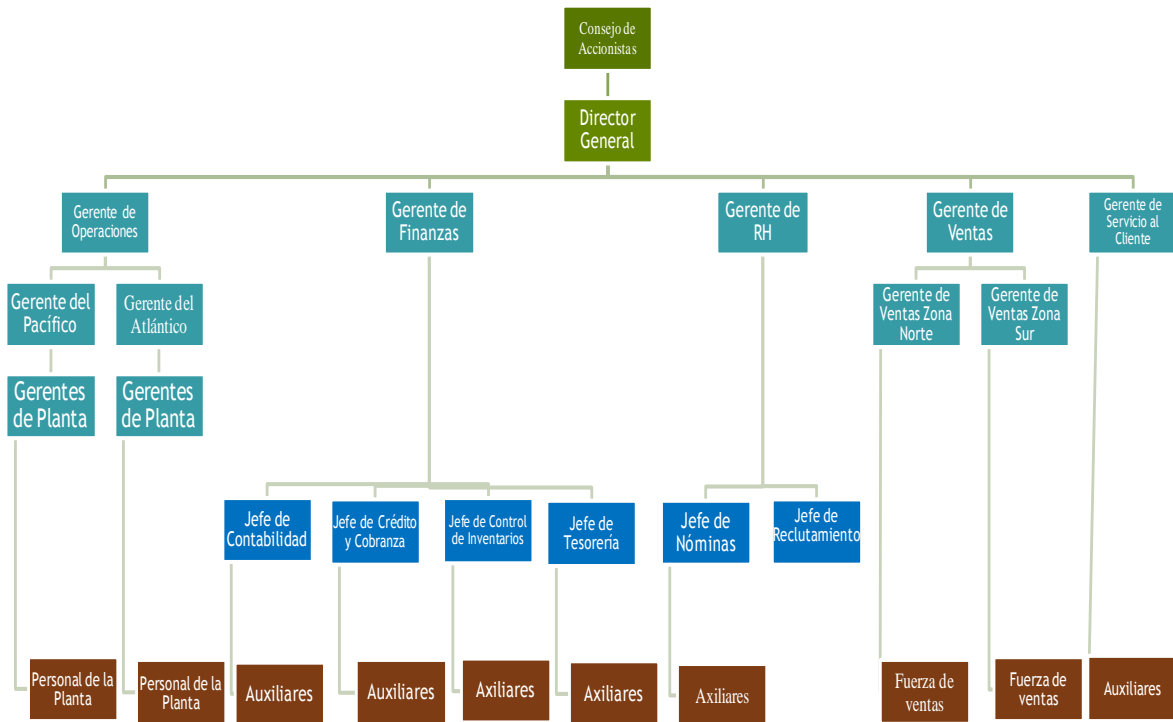 Consejo de
Accionistas
Director
General
Gerente de
Operaciones
Gerente de
Finanzas
Gerente de
RH
Gerente de
Ventas
Gerente de
Servicio al
Cliente
Gerente del
Pacífico
Gerente del
Atlántico
Gerente de
Ventas Zona
Norte
Gerente de
Ventas Zona
Sur
Gerentes
de Planta
Gerentes
de Planta
Jefe de
Contabilidad
Jefe de Crédito
y Cobranza
Jefe de Control
de Inventarios
Jefe de
Tesorería
Jefe de
Nóminas
Jefe de
Reclutamiento
Personal de la
Planta
Personal de la
Planta
Auxiliares
Auxiliares
Axiliares
Axiliares
Axiliares
Fuerza de
ventas
Fuerza de
ventas
Auxiliares